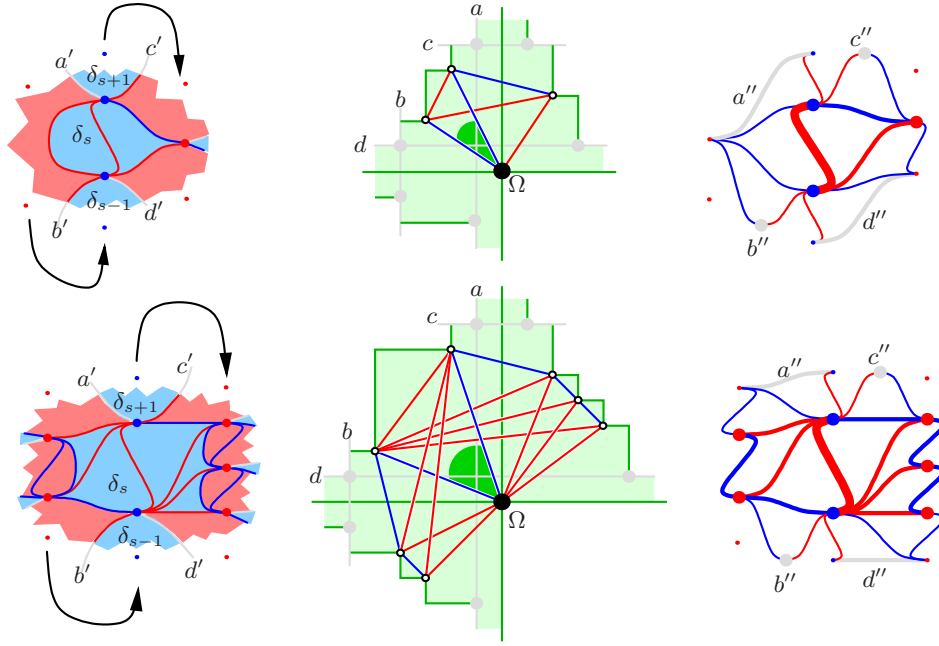 a′ δₛ₊₁ c′
δₛ
δₛ₋₁
b′ d′
a
c
b
d
Ω
c′′
a′′
b′′ d′′
a′ δₛ₊₁ c′
δₛ
δₛ₋₁
b′ d′
a
c
b
d
Ω
a′′ c′′
b′′ d′′